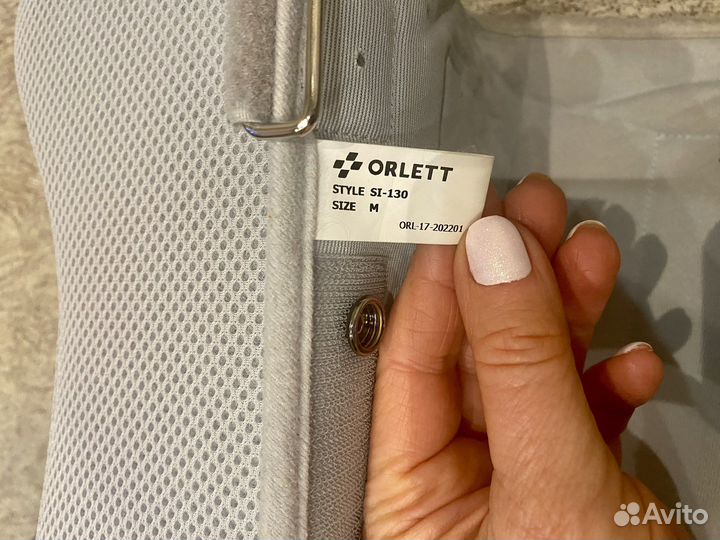 ORLETT
STYLE SI-130
SIZE M
ORL-17-202201
Avito